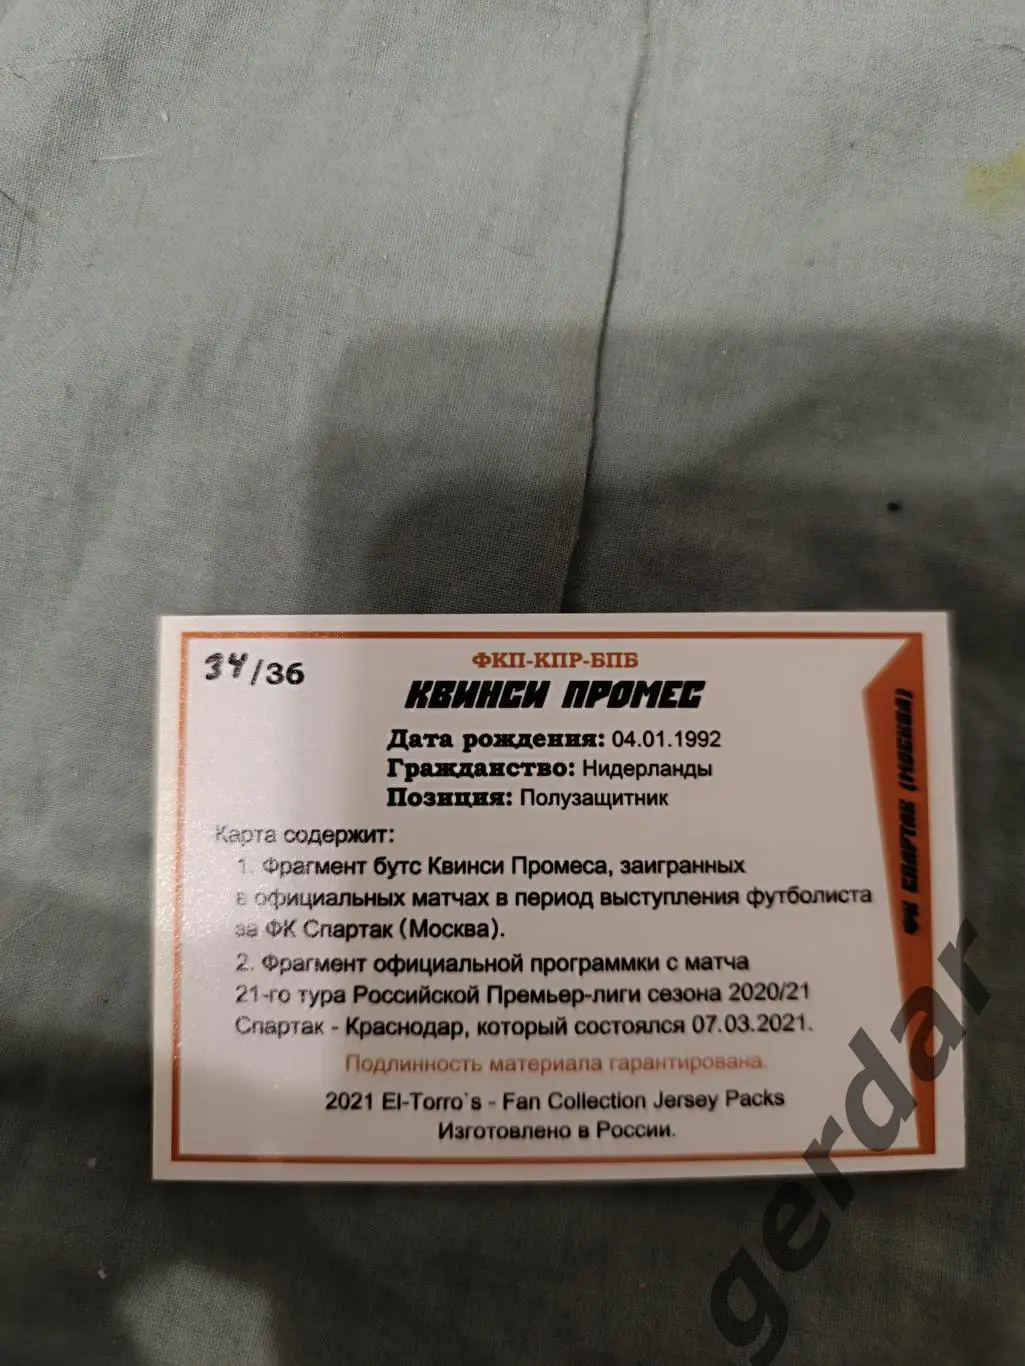 34/36
ФКП-КПР-БПБ
КВИНСИ ПРОМЕС
Дата рождения: 04.01.1992
Гражданство: Нидерланды
Позиция: Полузащитник
Карта содержит:
1. Фрагмент бутс Квинси Промеса, заигранных
в официальных матчах в период выступления футболиста
за ФК Спартак (Москва).
2. Фрагмент официальной программки с матча
21-го тура Российской Премьер-лиги сезона 2020/21
Спартак - Краснодар, который состоялся 07.03.2021.
Подлинность материала гарантирована.
2021 El-Torro`s - Fan Collection Jersey Packs
Изготовлено в России.
ФК СПАРТАК (МОСКВА)
gerdar